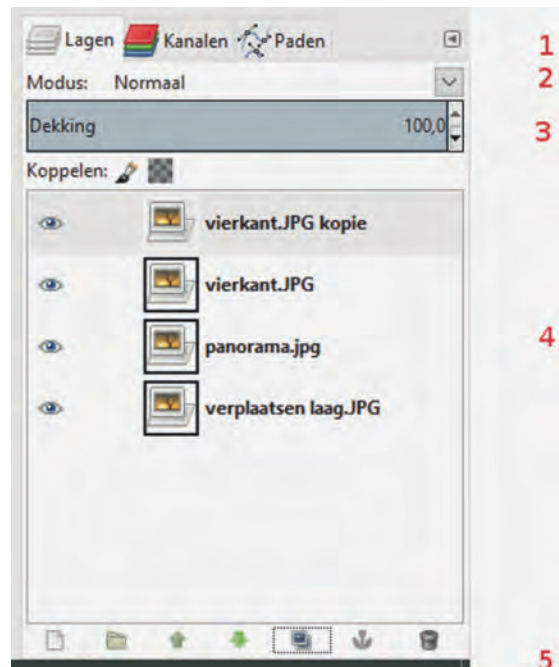 Lagen Kanalen Paden 1
Modus: Normaal 2
Dekking 100,0 3
Koppelen:
vierkant.JPG kopie
vierkant.JPG
panorama.jpg 4
verplaatsen laag.JPG
5